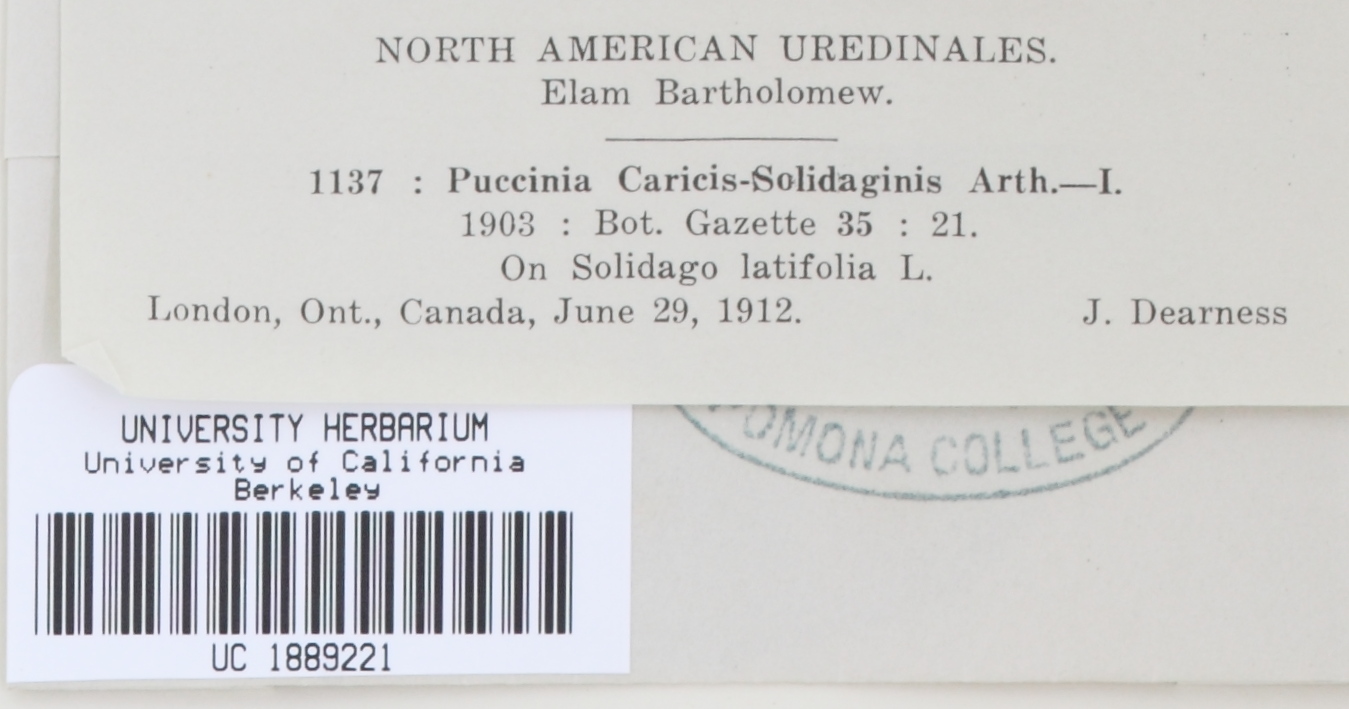 NORTH AMERICAN UREDINALES.
Elam Bartholomew.
1137 : Puccinia Caricis-Solidaginis Arth.—I.
1903 : Bot. Gazette 35 : 21.
On Solidago latifolia L.
London, Ont., Canada, June 29, 1912. J. Dearness
POMONA COLLEGE
UNIVERSITY HERBARIUM
University of California
Berkeley
UC 1889221